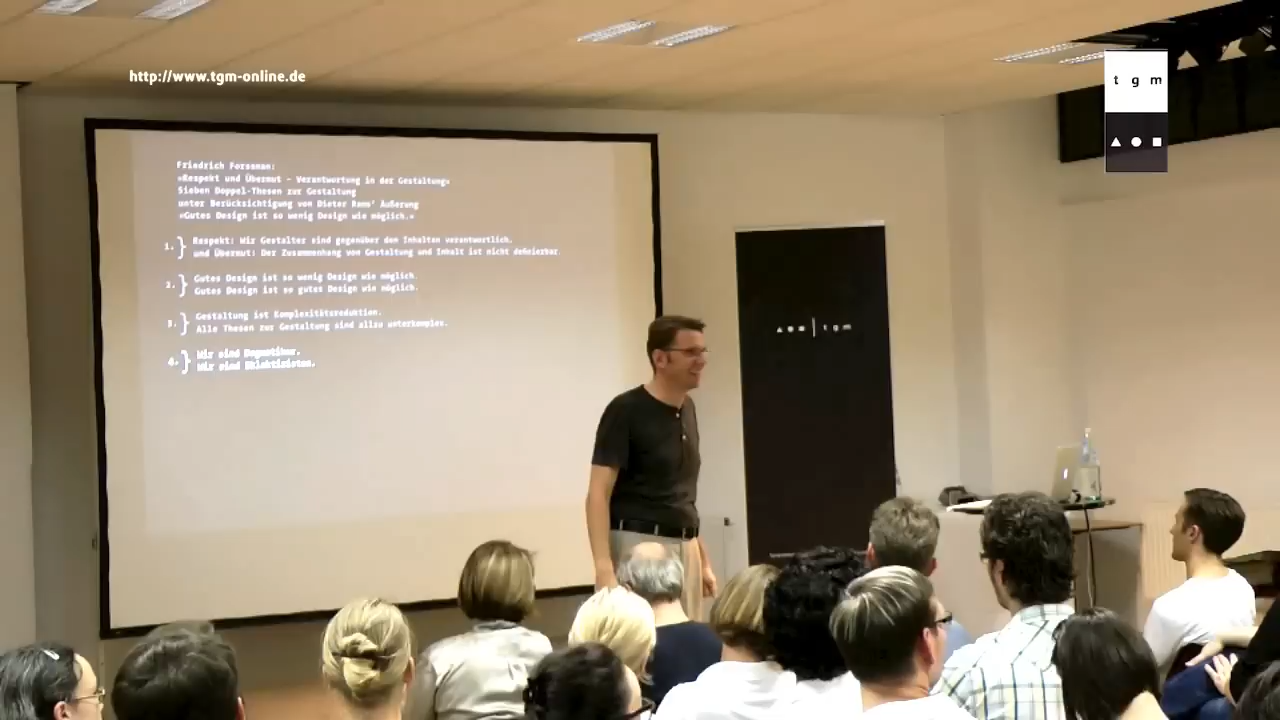 http://www.tgm-online.de
t g m
Friedrich Forssman:
»Respekt und Übermut – Verantwortung in der Gestaltung«
Sieben Doppel-Thesen zur Gestaltung
unter Berücksichtigung von Dieter Rams’ Äußerung
»Gutes Design ist so wenig Design wie möglich.«
1.} Respekt: Wir Gestalter sind gegenüber den Inhalten verantwortlich.
und Übermut: Der Zusammenhang von Gestaltung und Inhalt ist nicht definierbar.
2.} Gutes Design ist so wenig Design wie möglich.
Gutes Design ist so gutes Design wie möglich.
3.} Gestaltung ist Komplexitätsreduktion.
Alle Thesen zur Gestaltung sind allzu unterkomplex.
4.} Wir sind Dogmatiker.
Wir sind Eklektizisten.
tgm